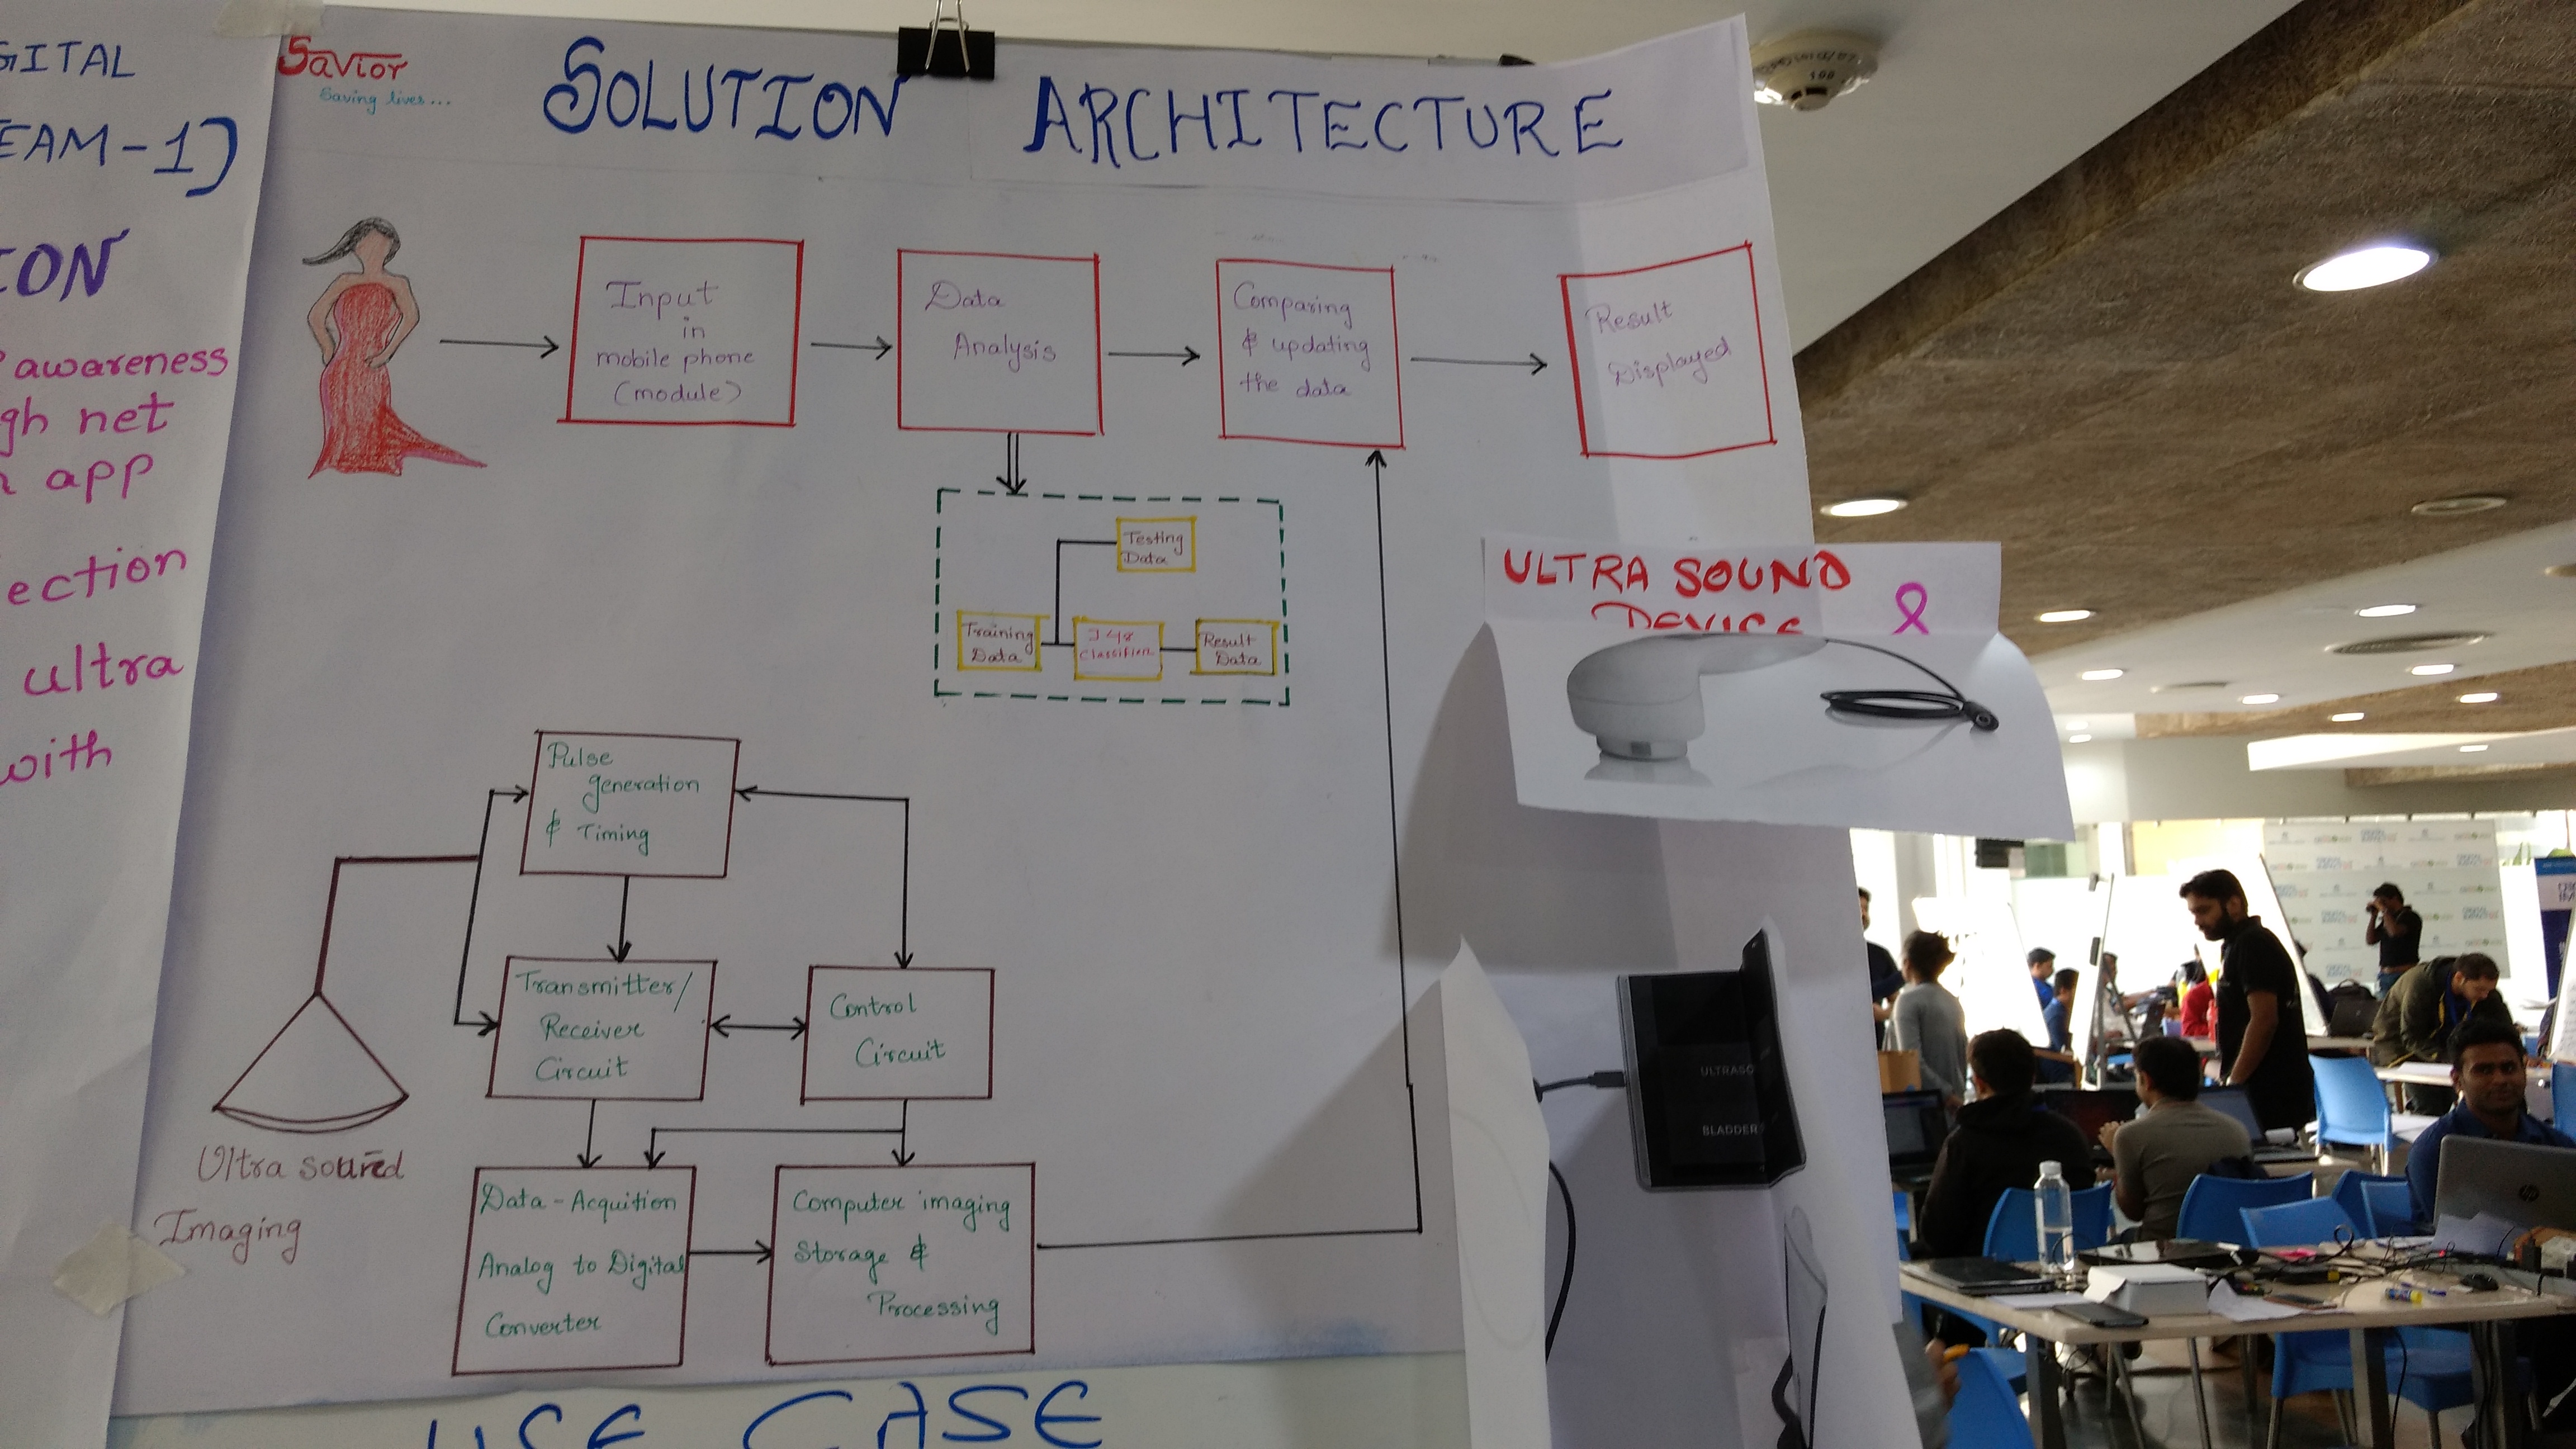 GITAL
EAM-1)
ION
awareness
gh net
app
ection
ultra
with
Savior
Saving lives...
SOLUTION ARCHITECTURE
Input
in
mobile phone
(module)
Data
Analysis
Comparing
& updating
the data
Result
Displayed
Testing
Data
Training
Data
J48
Result
Data
ULTRA SOUND
DEVICE
Pulse
generation
& Timing
Transmitter/
Receiver
Circuit
Control
Circuit
Ultra sound
Imaging
Data-Acquition
Analog to Digital
Converter
Computer imaging
Storage &
Processing
ULTRASO
BLADDER
USE CASE
hp